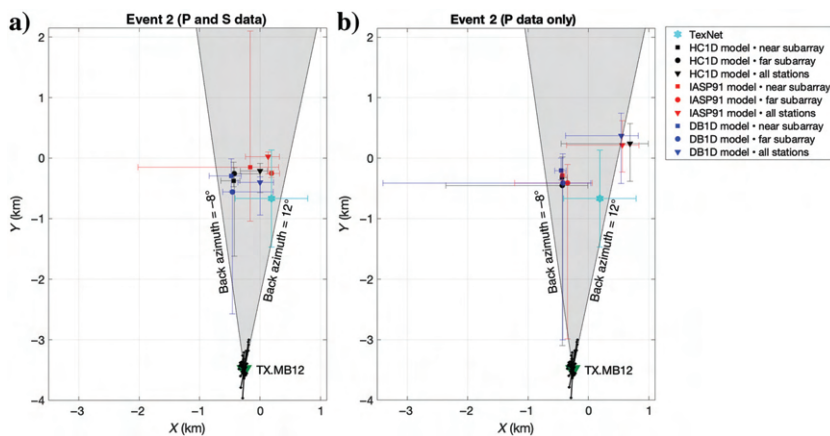 a)
Event 2 (P and S data)
2
1
0
−1
−2
−3
−4
Y (km)
Back azimuth = −8°
Back azimuth = 12°
TX.MB12
−3
−2
−1
0
1
X (km)
b)
Event 2 (P data only)
2
1
0
−1
−2
−3
−4
Y (km)
Back azimuth = −8°
Back azimuth = 12°
TX.MB12
−3
−2
−1
0
1
X (km)
TexNet
HC1D model • near subarray
HC1D model • far subarray
HC1D model • all stations
IASP91 model • near subarray
IASP91 model • far subarray
IASP91 model • all stations
DB1D model • near subarray
DB1D model • far subarray
DB1D model • all stations